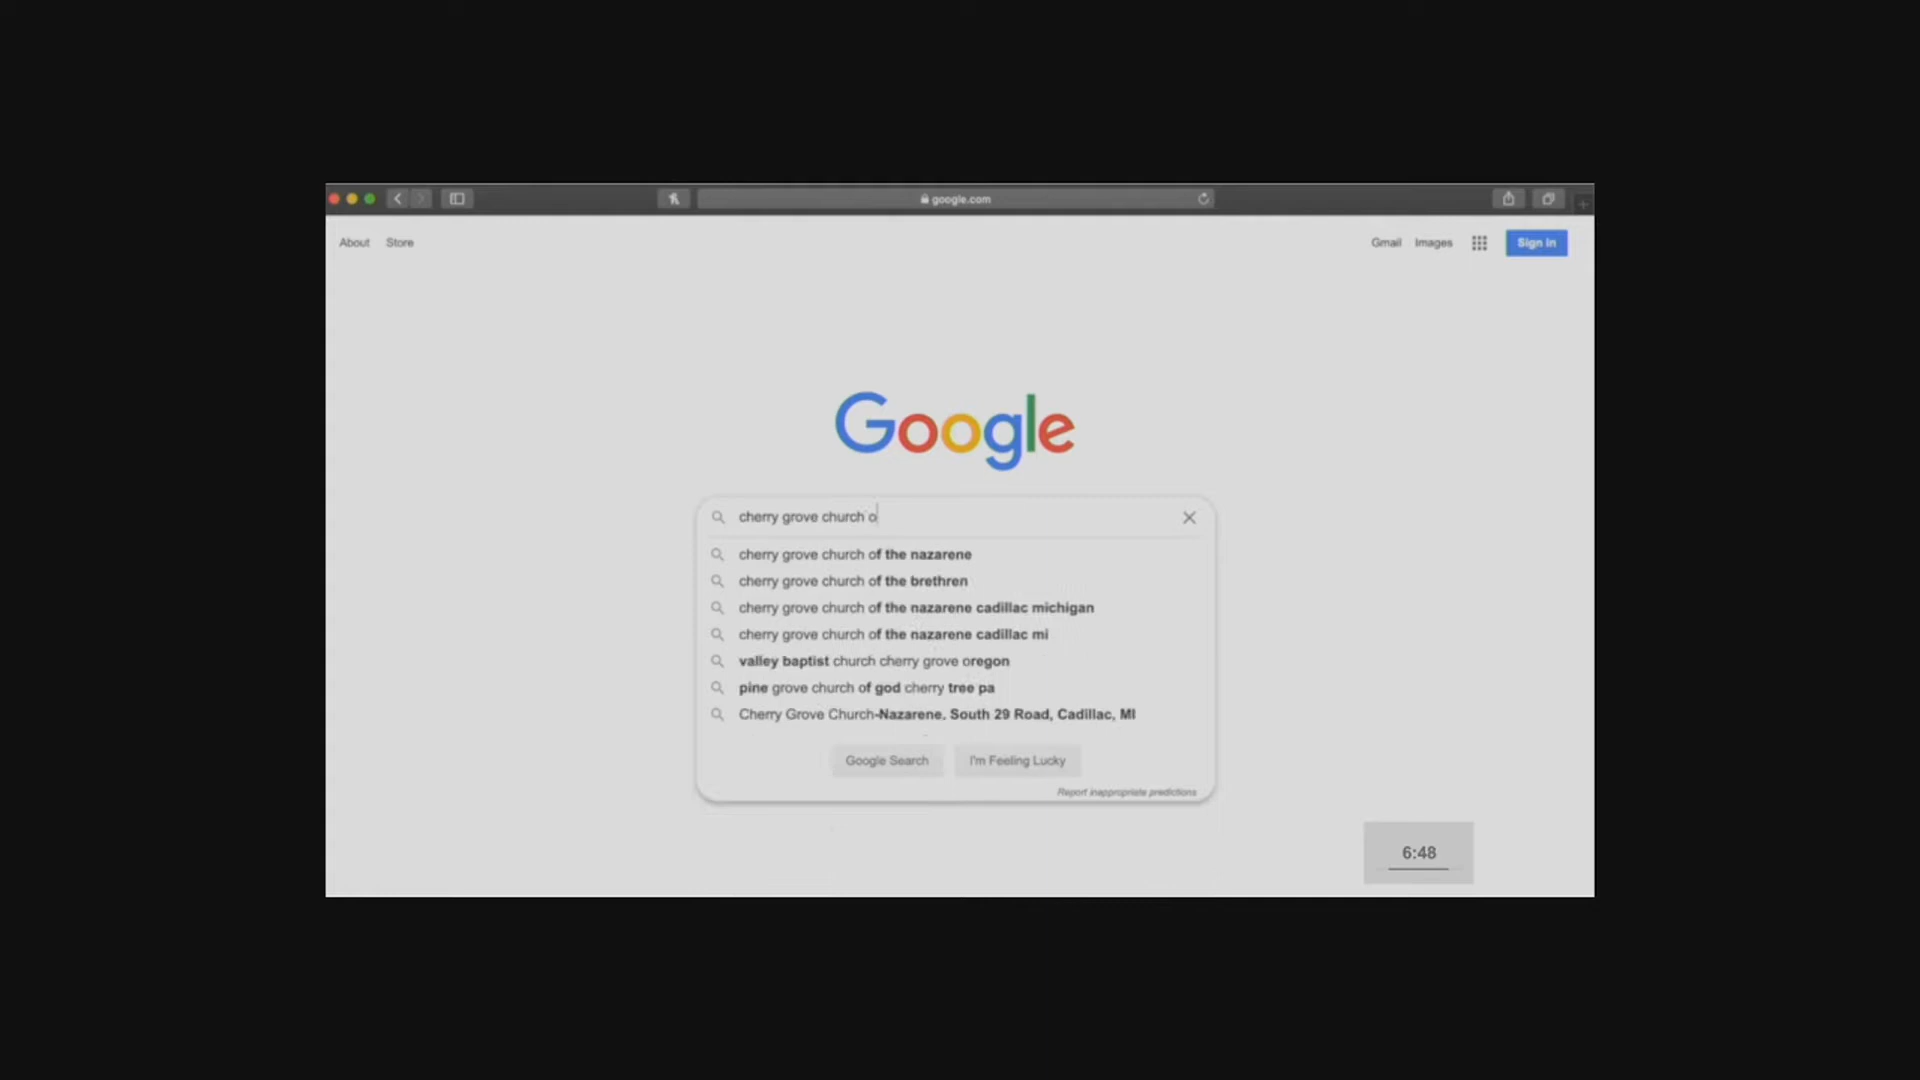 google.com
About Store
Gmail Images Sign in
Google
cherry grove church o
cherry grove church of the nazarene
cherry grove church of the brethren
cherry grove church of the nazarene cadillac michigan
cherry grove church of the nazarene cadillac mi
valley baptist church cherry grove oregon
pine grove church of god cherry tree pa
Cherry Grove Church-Nazarene. South 29 Road, Cadillac, MI
Google Search I'm Feeling Lucky
Report inappropriate predictions
6:48